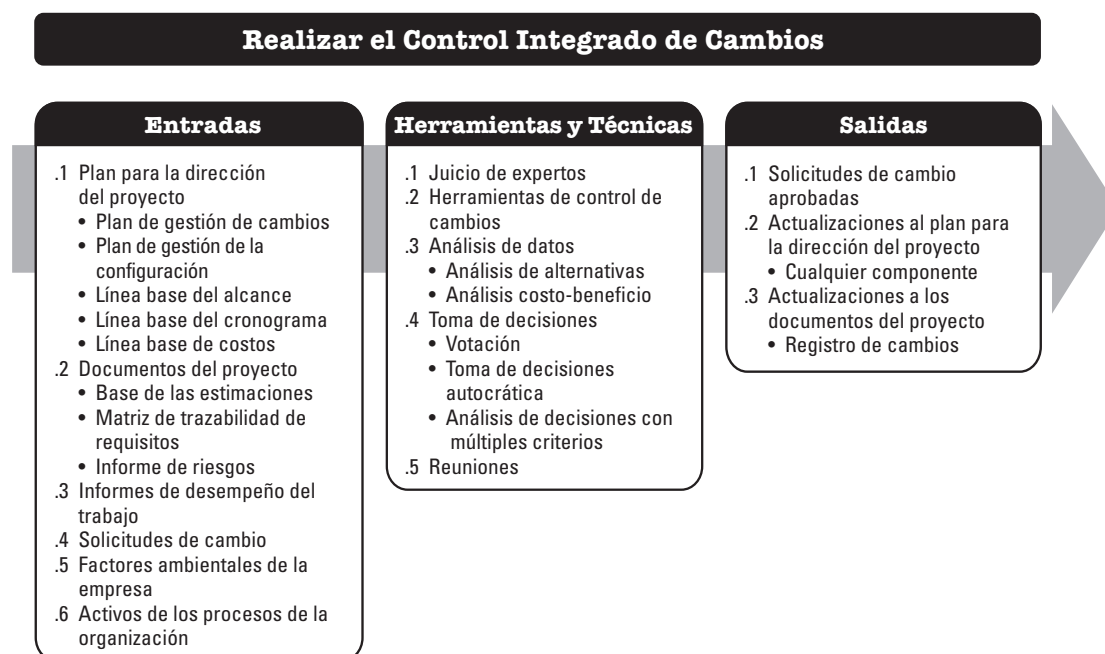 Realizar el Control Integrado de Cambios
Entradas
.1 Plan para la dirección
del proyecto
• Plan de gestión de cambios
• Plan de gestión de la
configuración
• Línea base del alcance
• Línea base del cronograma
• Línea base de costos
.2 Documentos del proyecto
• Base de las estimaciones
• Matriz de trazabilidad de
requisitos
• Informe de riesgos
.3 Informes de desempeño del
trabajo
.4 Solicitudes de cambio
.5 Factores ambientales de la
empresa
.6 Activos de los procesos de la
organización
Herramientas y Técnicas
.1 Juicio de expertos
.2 Herramientas de control de
cambios
.3 Análisis de datos
• Análisis de alternativas
• Análisis costo-beneficio
.4 Toma de decisiones
• Votación
• Toma de decisiones
autocrática
• Análisis de decisiones con
múltiples criterios
.5 Reuniones
Salidas
.1 Solicitudes de cambio
aprobadas
.2 Actualizaciones al plan para
la dirección del proyecto
• Cualquier componente
.3 Actualizaciones a los
documentos del proyecto
• Registro de cambios